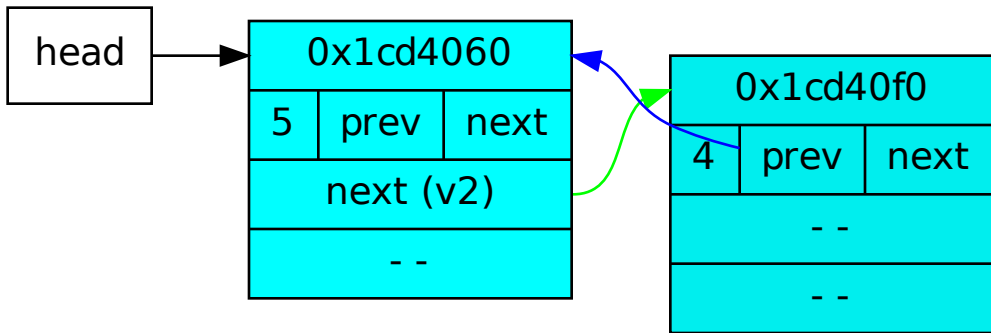 head
0x1cd4060
5 prev next
next (v2)
- -
0x1cd40f0
4 prev next
- -
- -